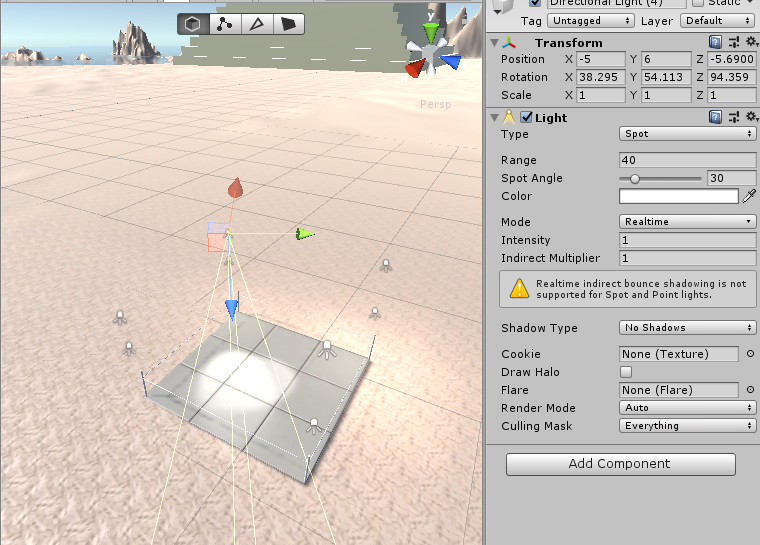 Directional Light (4) Static
Tag Untagged Layer Default
y
Persp
Transform
Position X -5 Y 6 Z -5.6900
Rotation X 38.295 Y 54.113 Z 94.359
Scale X 1 Y 1 Z 1
Light
Type Spot
Range 40
Spot Angle 30
Color
Mode Realtime
Intensity 1
Indirect Multiplier 1
Realtime indirect bounce shadowing is not
supported for Spot and Point lights.
Shadow Type No Shadows
Cookie None (Texture)
Draw Halo
Flare None (Flare)
Render Mode Auto
Culling Mask Everything
Add Component